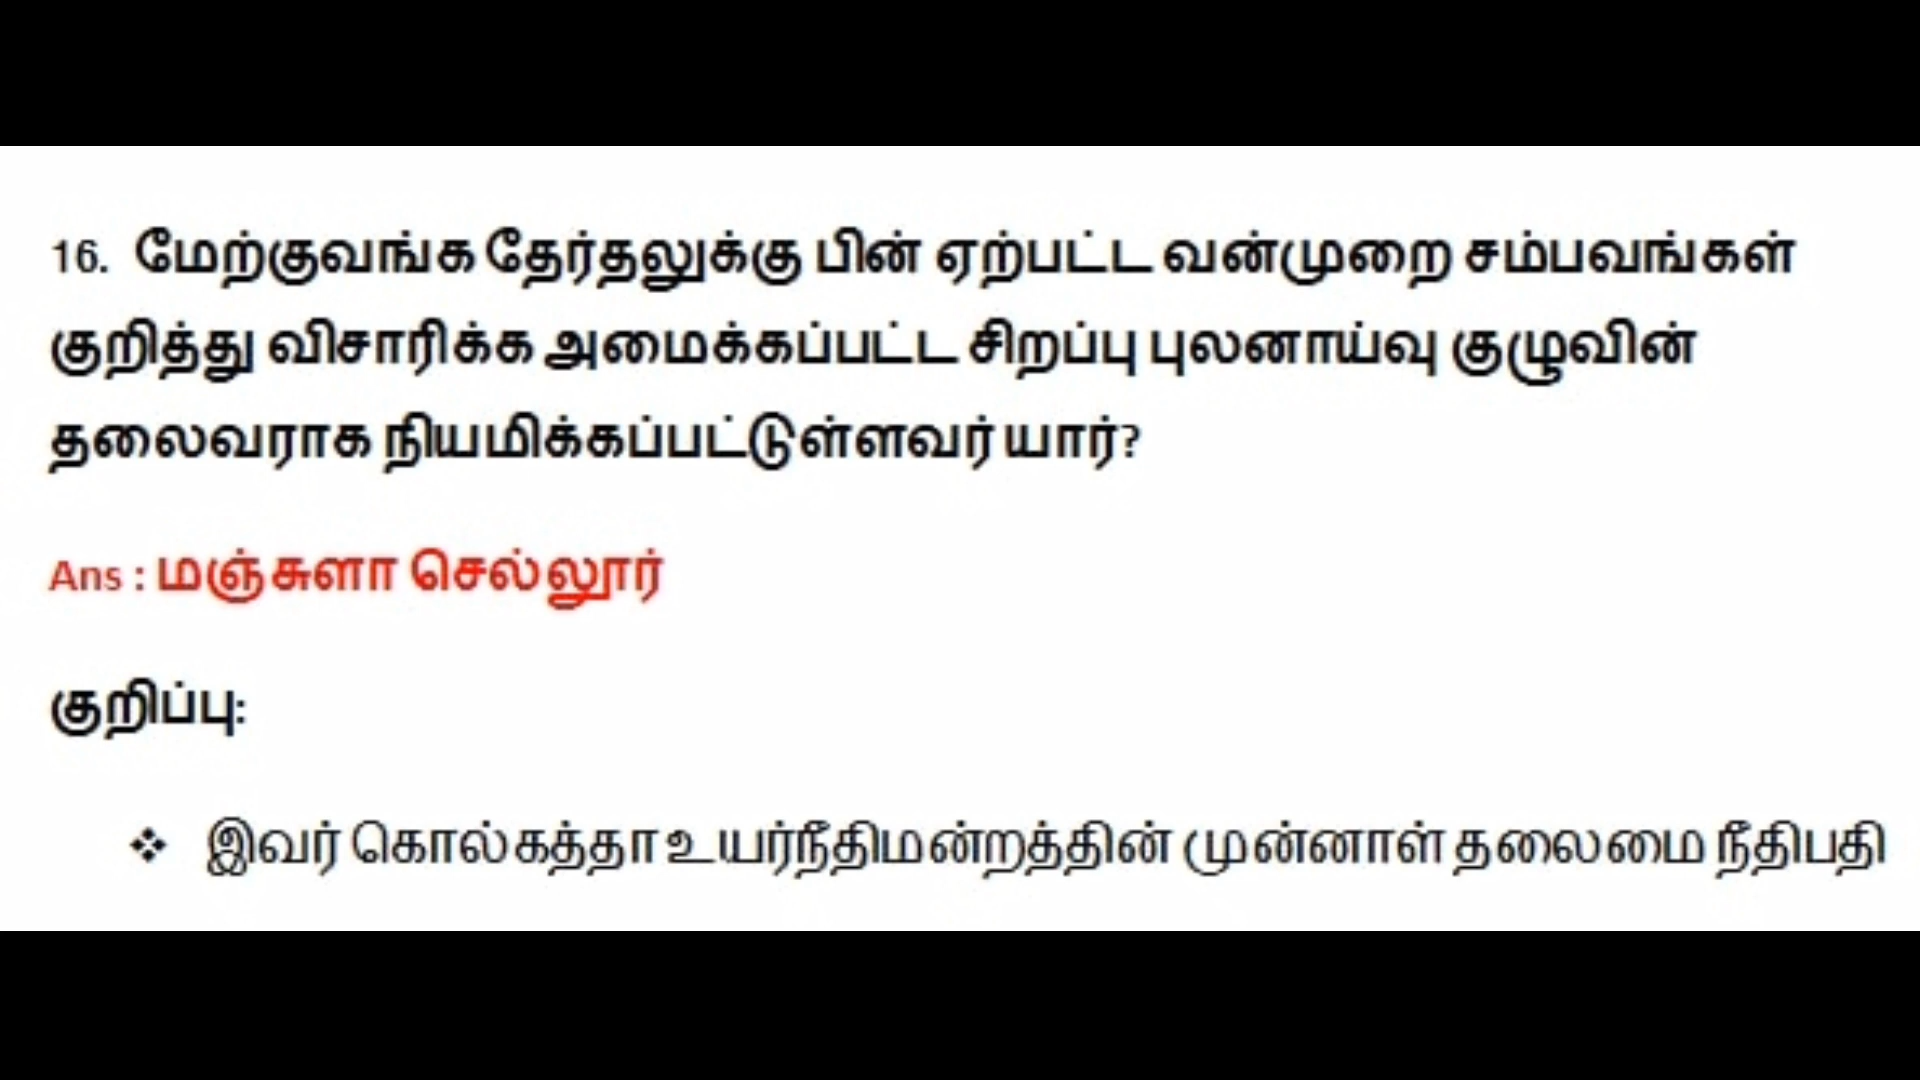 16. மேற்குவங்க தேர்தலுக்கு பின் ஏற்பட்ட வன்முறை சம்பவங்கள்
குறித்து விசாரிக்க அமைக்கப்பட்ட சிறப்பு புலனாய்வு குழுவின்
தலைவராக நியமிக்கப்பட்டுள்ளவர் யார்?
Ans : மஞ்சுளா செல்லூர்
குறிப்பு:
❖ இவர் கொல்கத்தா உயர்நீதிமன்றத்தின் முன்னாள் தலைமை நீதிபதி